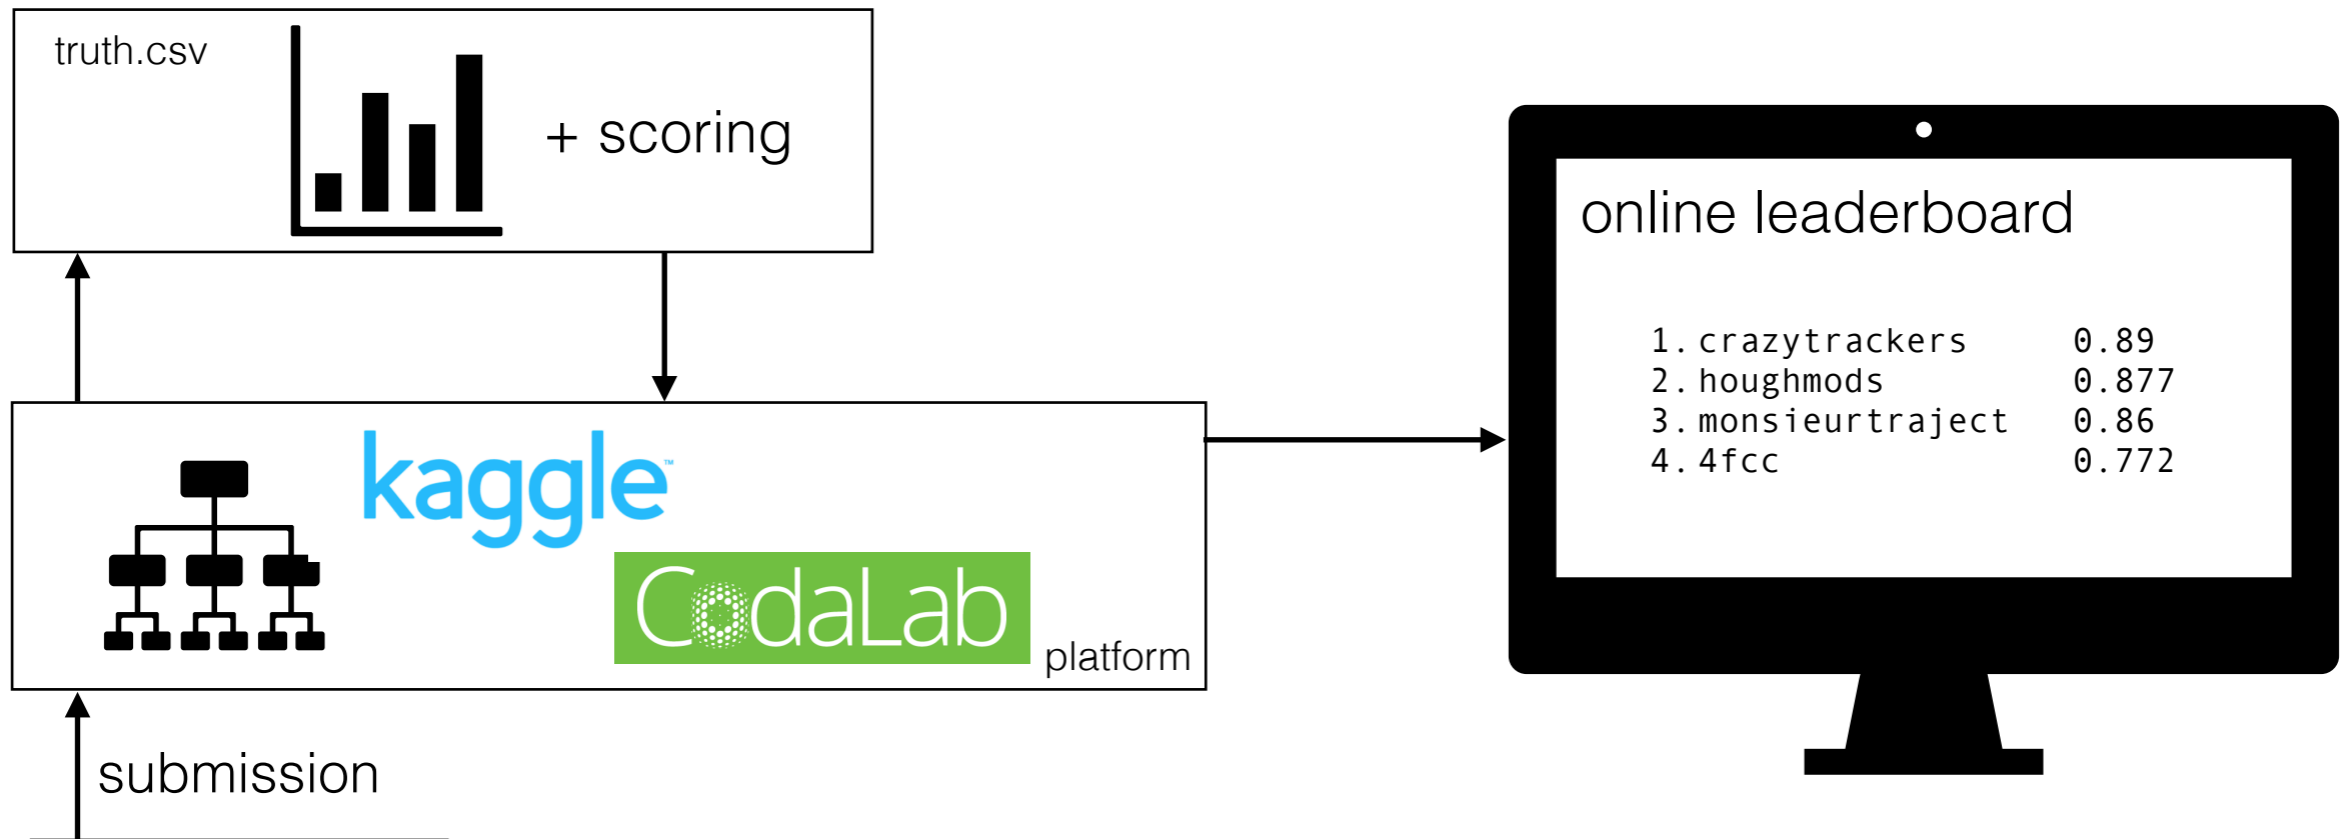 truth.csv
+ scoring
kaggle™
CodaLab
platform
submission
online leaderboard
1. crazytrackers 0.89
2. houghmods 0.877
3. monsieurtraject 0.86
4. 4fcc 0.772